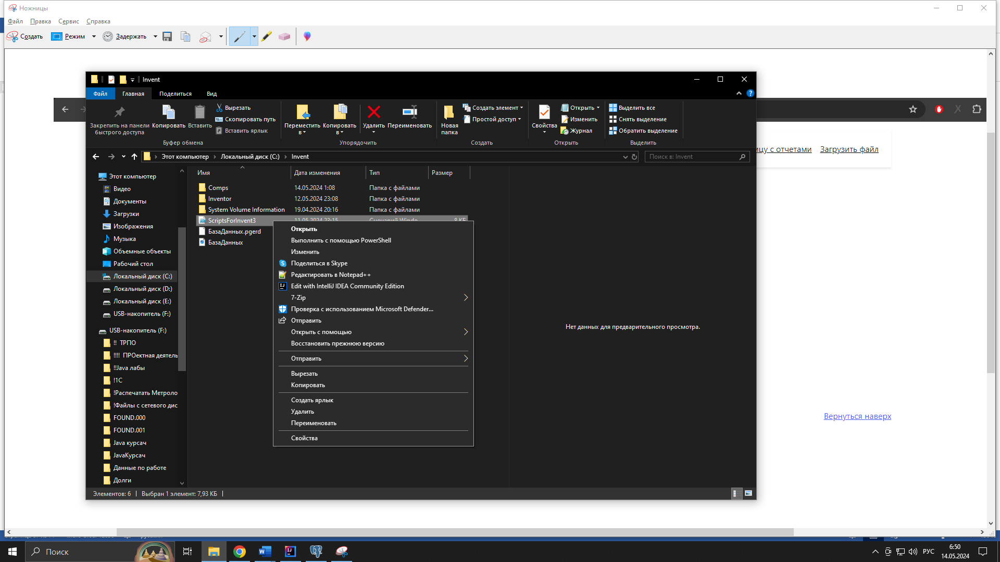 Ножницы
Файл Правка Сервис Справка
Создать Режим Задержать
Invent
Файл Главная Поделиться Вид
Закрепить на панели быстрого доступа
Копировать
Вставить
Вырезать
Скопировать путь
Вставить ярлык
Буфер обмена
Переместить в
Копировать в
Удалить
Переименовать
Упорядочить
Новая папка
Создать элемент
Простой доступ
Создать
Свойства
Открыть
Изменить
Журнал
Открыть
Выделить все
Снять выделение
Обратить выделение
Выделить
Этот компьютер Локальный диск (C:) Invent
Поиск в: Invent
ицу с отчетами Загрузить файл
Этот компьютер
Видео
Документы
Загрузки
Изображения
Музыка
Объемные объекты
Рабочий стол
Локальный диск (C:)
Локальный диск (D:)
Локальный диск (E:)
USB-накопитель (F:)
USB-накопитель (F:)
!! ТРПО
!!!! ПРОектная деятель
!!Java лабы
!1С
!Распечатать Метроло
!Файлы с сетевого дис
FOUND.000
FOUND.001
Java курсач
JavaКурсач
Данные по работе
Долги
Имя Дата изменения Тип Размер
Comps 14.05.2024 1:08 Папка с файлами
Inventor 12.05.2024 23:08 Папка с файлами
System Volume Information 19.04.2024 20:16 Папка с файлами
ScriptsForInvent3 11.05.2024 23:15 Сценарий Windo... 8 КБ
БазаДанных.pgerd
БазаДанных
Открыть
Выполнить с помощью PowerShell
Изменить
Поделиться в Skype
Редактировать в Notepad++
Edit with IntelliJ IDEA Community Edition
7-Zip
Проверка с использованием Microsoft Defender...
Отправить
Открыть с помощью
Восстановить прежнюю версию
Отправить
Вырезать
Копировать
Создать ярлык
Удалить
Переименовать
Свойства
Нет данных для предварительного просмотра.
Вернуться наверх
Элементов: 6 Выбран 1 элемент: 7,93 КБ
Поиск
РУС
6:50
14.05.2024